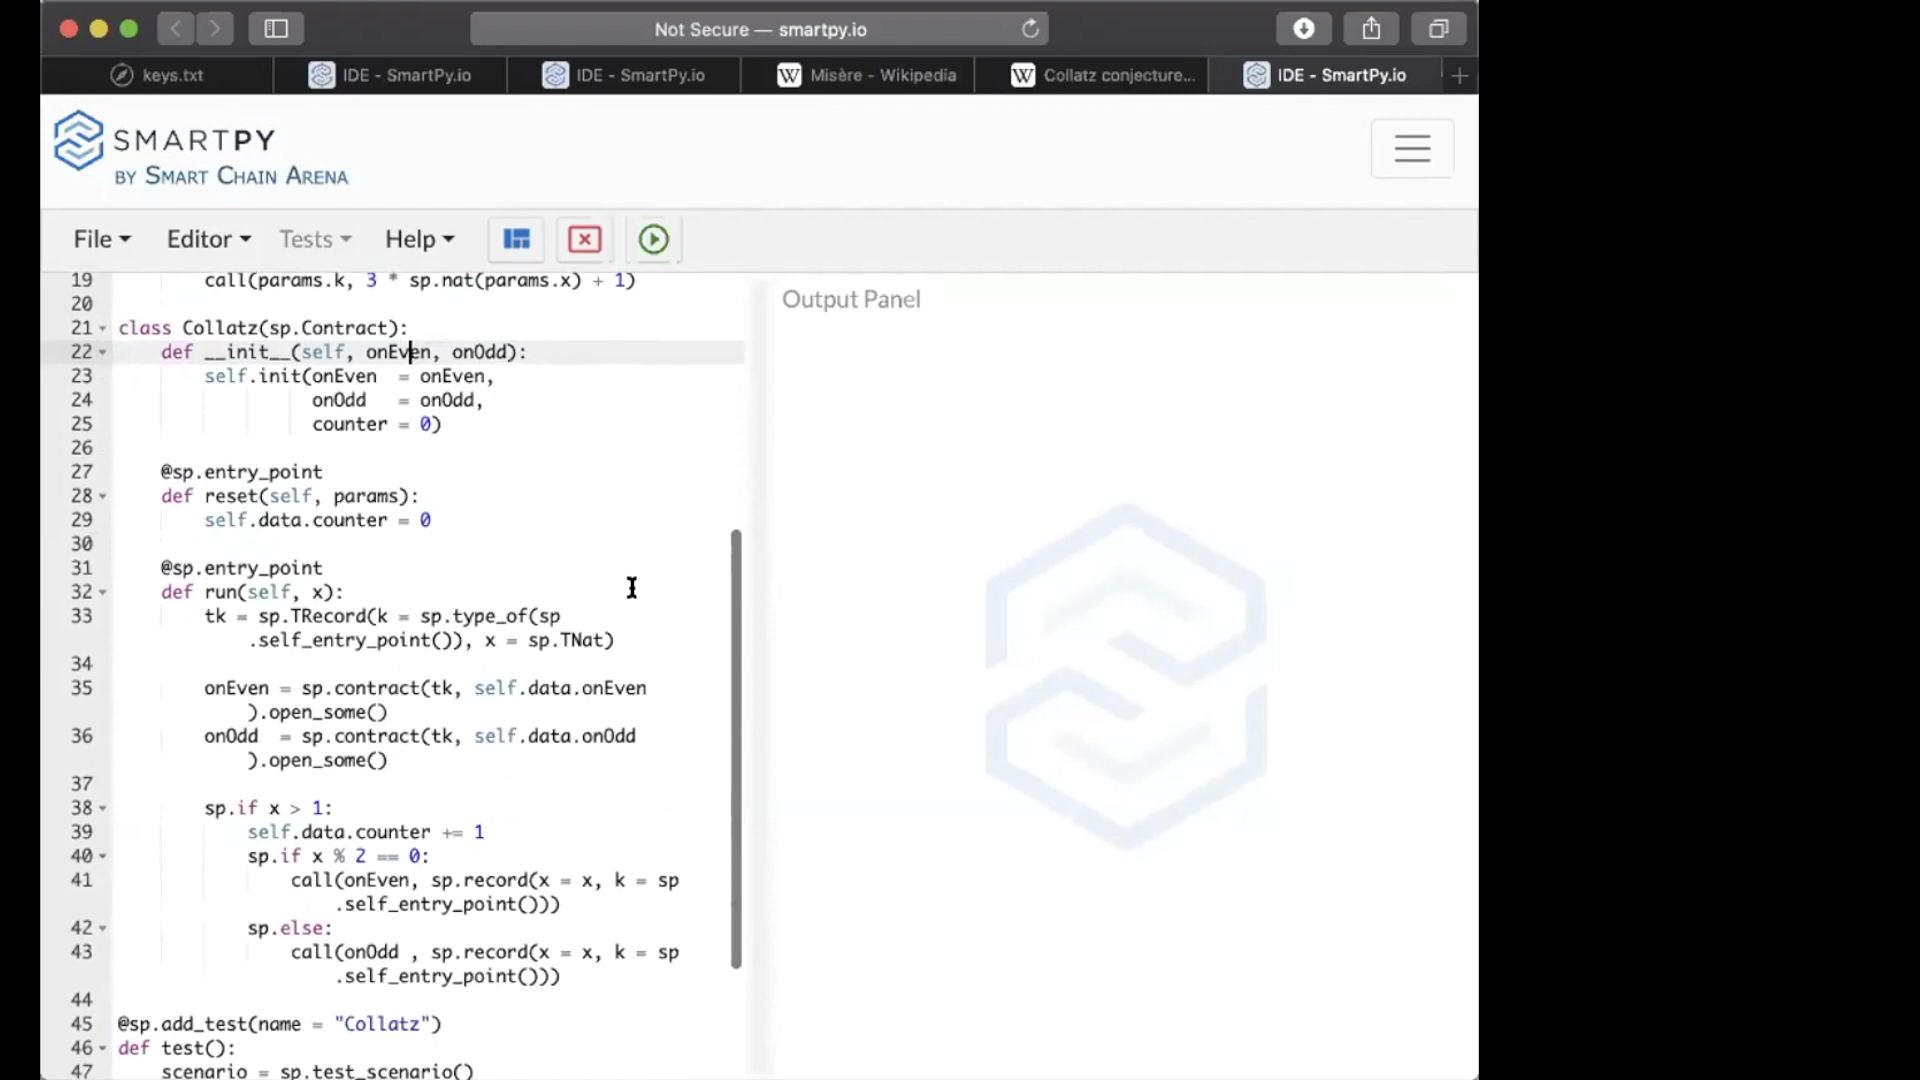 Not Secure — smartpy.io
keys.txt
IDE - SmartPy.io
IDE - SmartPy.io
W Misère - Wikipedia
W Collatz conjecture...
IDE - SmartPy.io
SMARTPY
BY SMART CHAIN ARENA
File Editor Tests Help
19 call(params.k, 3 * sp.nat(params.x) + 1)
20
21 class Collatz(sp.Contract):
22 def __init__(self, onEven, onOdd):
23 self.init(onEven = onEven,
24 onOdd = onOdd,
25 counter = 0)
26
27 @sp.entry_point
28 def reset(self, params):
29 self.data.counter = 0
30
31 @sp.entry_point
32 def run(self, x):
33 tk = sp.TRecord(k = sp.type_of(sp
.self_entry_point()), x = sp.TNat)
34
35 onEven = sp.contract(tk, self.data.onEven
).open_some()
36 onOdd = sp.contract(tk, self.data.onOdd
).open_some()
37
38 sp.if x > 1:
39 self.data.counter += 1
40 sp.if x % 2 == 0:
41 call(onEven, sp.record(x = x, k = sp
.self_entry_point()))
42 sp.else:
43 call(onOdd , sp.record(x = x, k = sp
.self_entry_point()))
44
45 @sp.add_test(name = "Collatz")
46 def test():
47 scenario = sp.test_scenario()
Output Panel